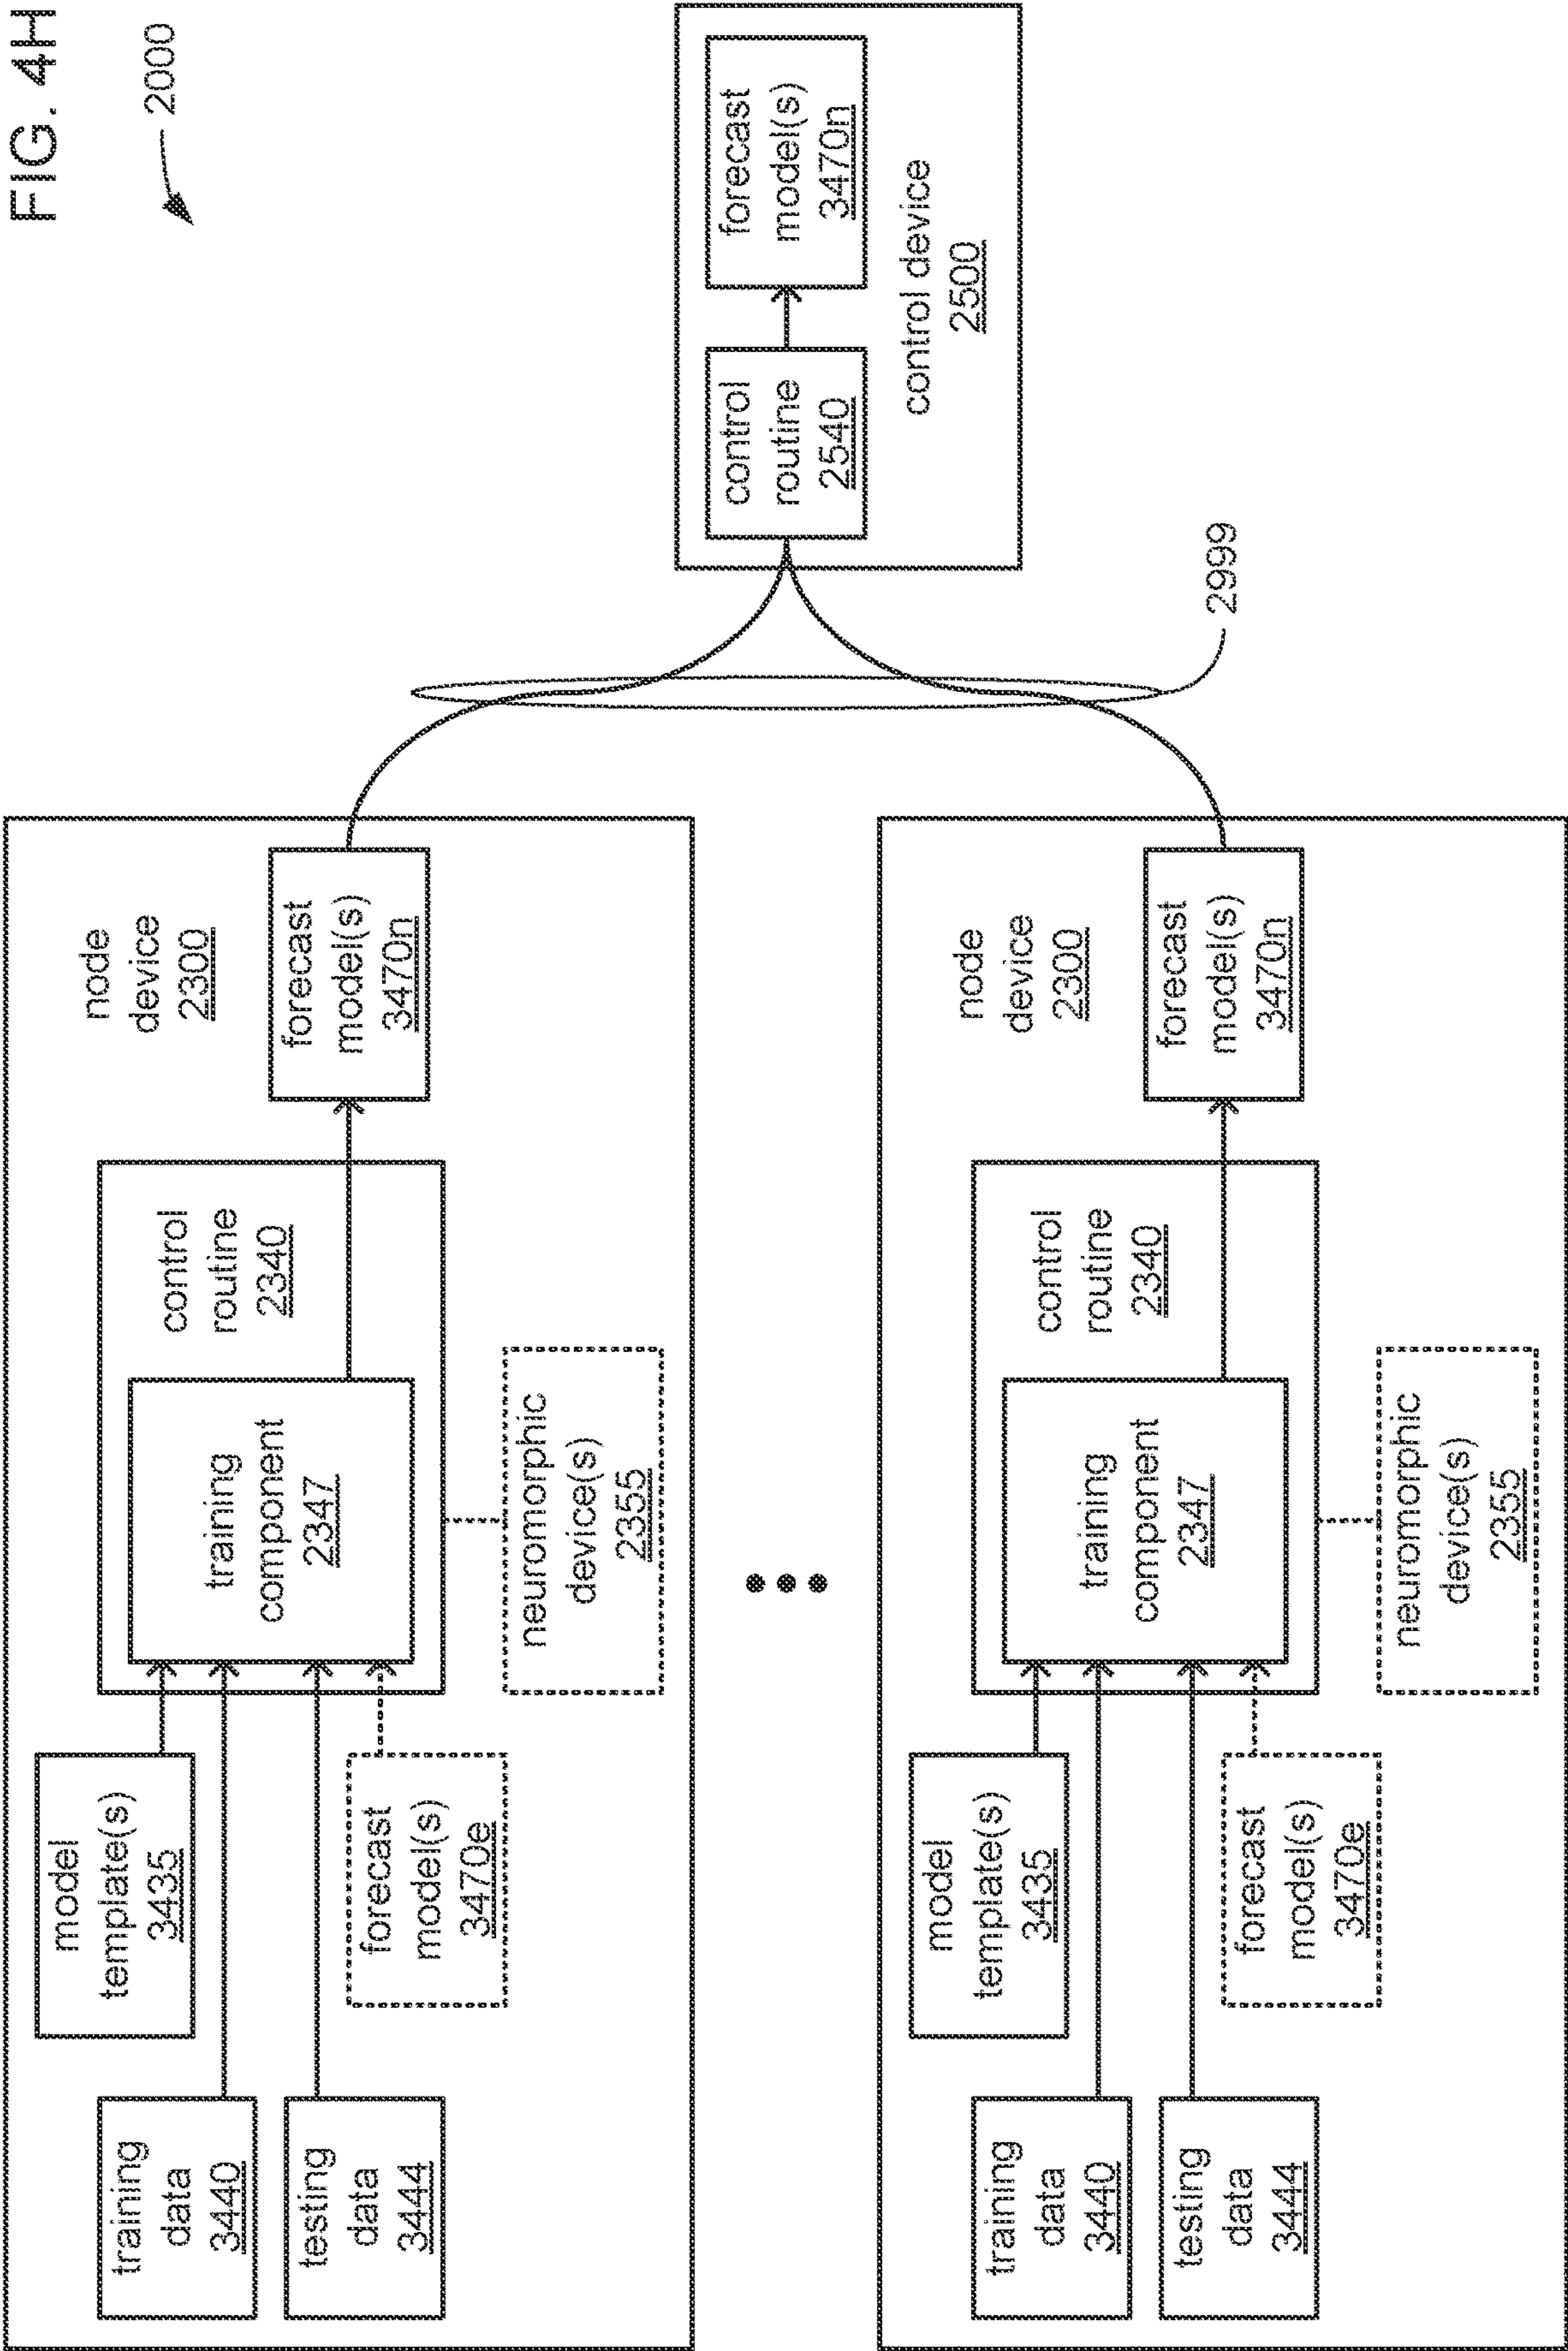 FIG. 4H
2000
training
data
3440
testing
data
3444
model
template(s)
3435
forecast
model(s)
3470e
training
component
2347
control
routine
2340
neuromorphic
device(s)
2355
node
device
2300
forecast
model(s)
3470n
training
data
3440
testing
data
3444
model
template(s)
3435
forecast
model(s)
3470e
training
component
2347
control
routine
2340
neuromorphic
device(s)
2355
node
device
2300
forecast
model(s)
3470n
2999
control
routine
2540
forecast
model(s)
3470n
control device
2500